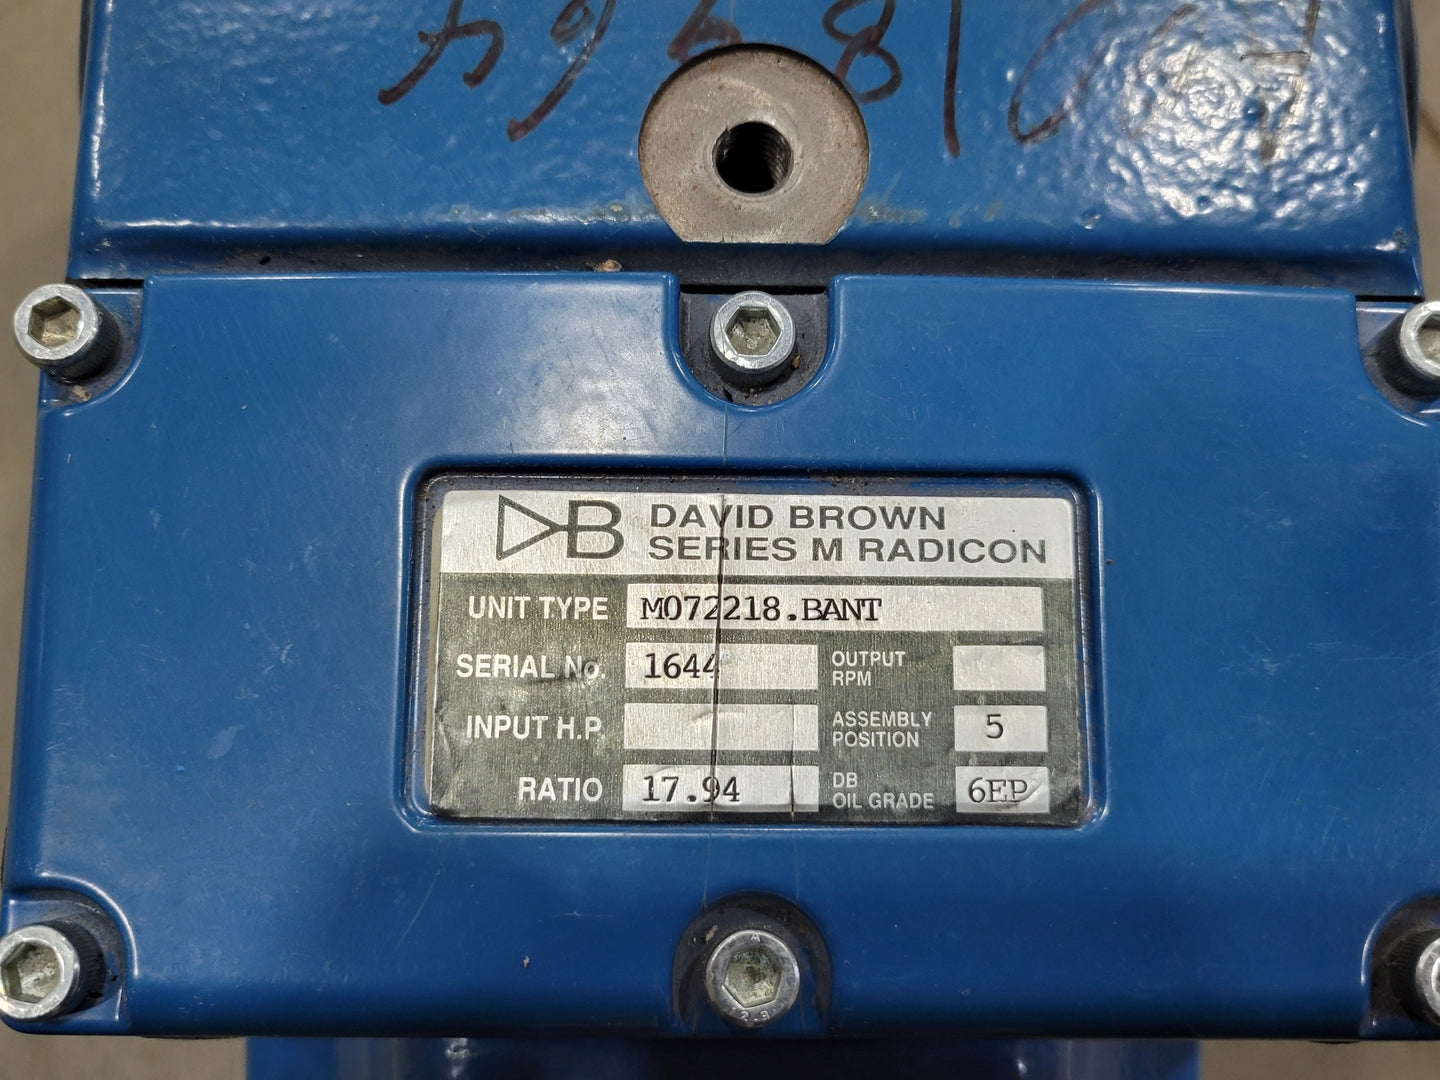 DB DAVID BROWN
SERIES M RADICON
UNIT TYPE M072218.BANT
SERIAL No. 1644 OUTPUT RPM
INPUT H.P. ASSEMBLY POSITION 5
RATIO 17.94 DB OIL GRADE 6EP